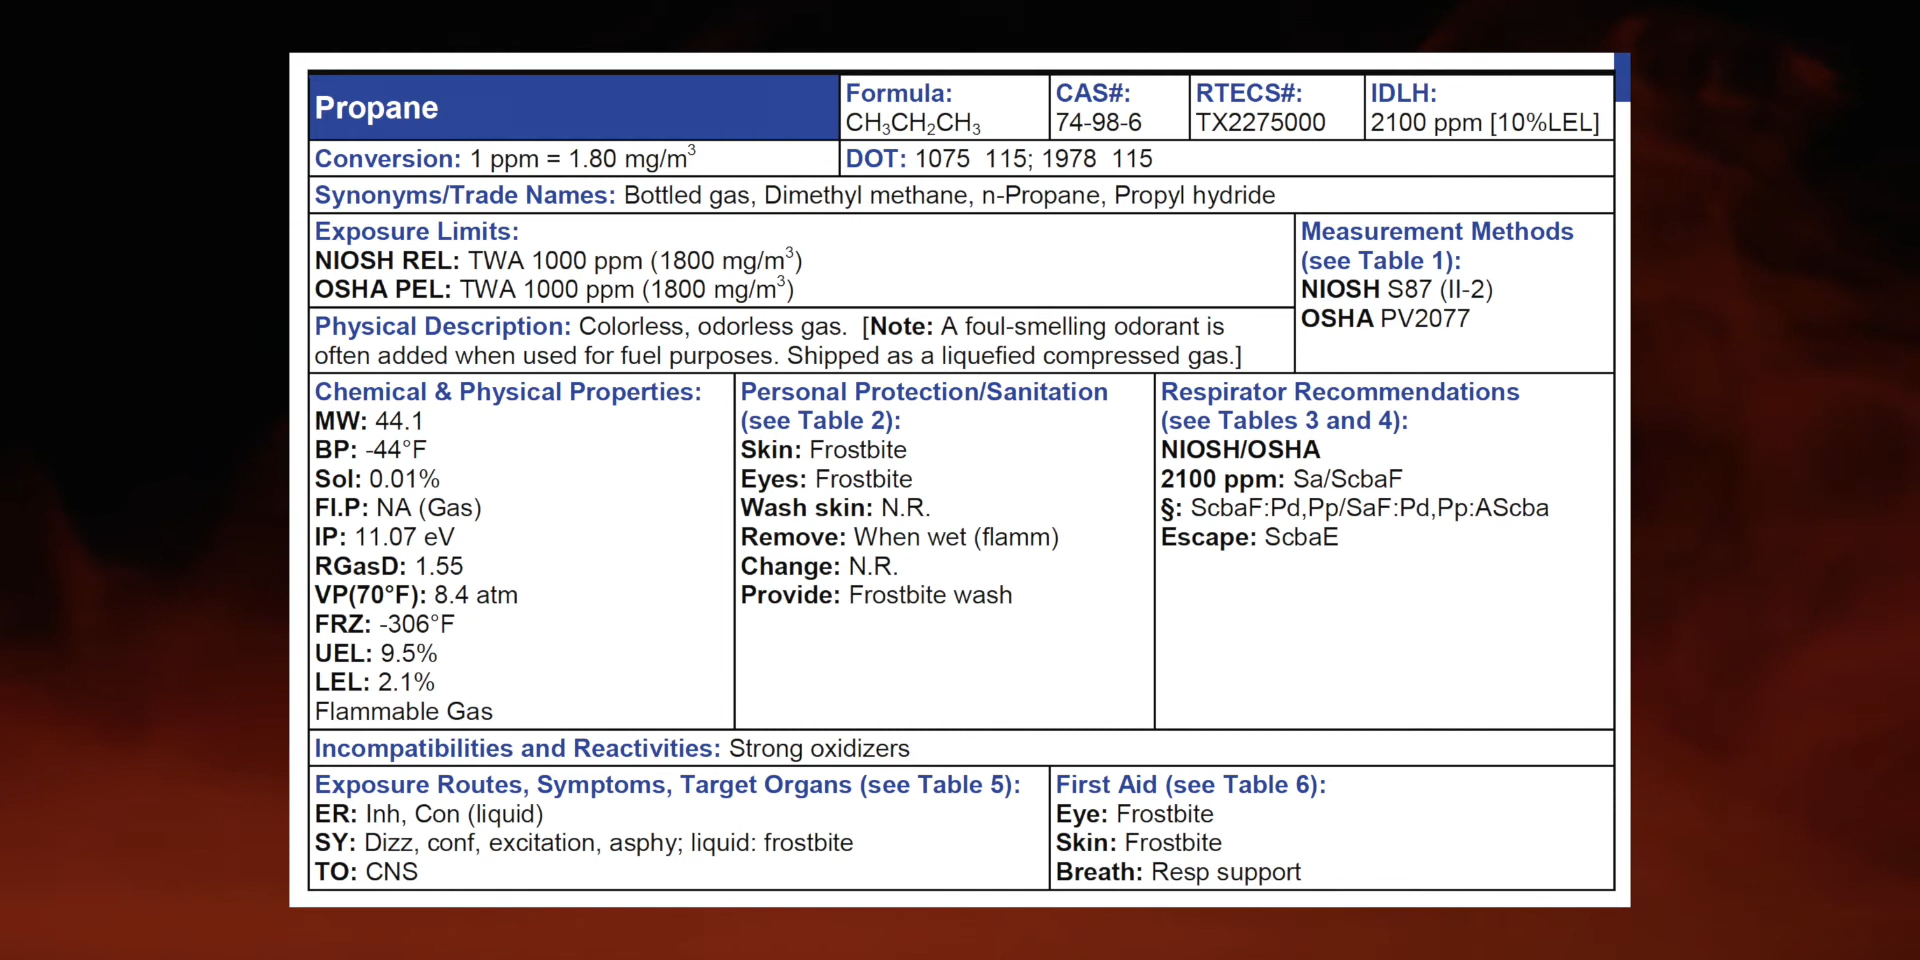 Propane
Formula:
CH₃CH₂CH₃
CAS#:
74-98-6
RTECS#:
TX2275000
IDLH:
2100 ppm [10%LEL]
Conversion: 1 ppm = 1.80 mg/m³
DOT: 1075 115; 1978 115
Synonyms/Trade Names: Bottled gas, Dimethyl methane, n-Propane, Propyl hydride
Exposure Limits:
NIOSH REL: TWA 1000 ppm (1800 mg/m³)
OSHA PEL: TWA 1000 ppm (1800 mg/m³)
Measurement Methods
(see Table 1):
NIOSH S87 (II-2)
OSHA PV2077
Physical Description: Colorless, odorless gas. [Note: A foul-smelling odorant is
often added when used for fuel purposes. Shipped as a liquefied compressed gas.]
Chemical & Physical Properties:
MW: 44.1
BP: -44°F
Sol: 0.01%
Fl.P: NA (Gas)
IP: 11.07 eV
RGasD: 1.55
VP(70°F): 8.4 atm
FRZ: -306°F
UEL: 9.5%
LEL: 2.1%
Flammable Gas
Personal Protection/Sanitation
(see Table 2):
Skin: Frostbite
Eyes: Frostbite
Wash skin: N.R.
Remove: When wet (flamm)
Change: N.R.
Provide: Frostbite wash
Respirator Recommendations
(see Tables 3 and 4):
NIOSH/OSHA
2100 ppm: Sa/ScbaF
§: ScbaF:Pd,Pp/SaF:Pd,Pp:AScba
Escape: ScbaE
Incompatibilities and Reactivities: Strong oxidizers
Exposure Routes, Symptoms, Target Organs (see Table 5):
ER: Inh, Con (liquid)
SY: Dizz, conf, excitation, asphy; liquid: frostbite
TO: CNS
First Aid (see Table 6):
Eye: Frostbite
Skin: Frostbite
Breath: Resp support